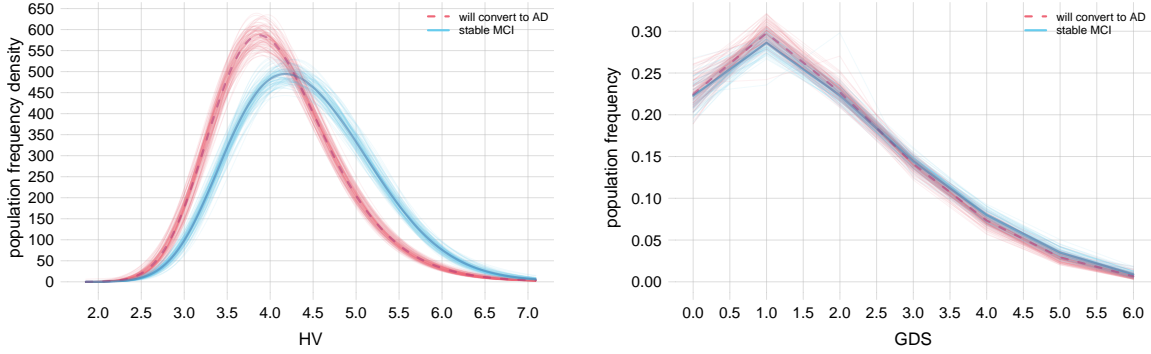 population frequency density
650
600
550
500
450
400
350
300
250
200
150
100
50
0
will convert to AD
stable MCI
2.0 2.5 3.0 3.5 4.0 4.5 5.0 5.5 6.0 6.5 7.0
HV
population frequency
0.30
0.25
0.20
0.15
0.10
0.05
0.00
will convert to AD
stable MCI
0.0 0.5 1.0 1.5 2.0 2.5 3.0 3.5 4.0 4.5 5.0 5.5 6.0
GDS